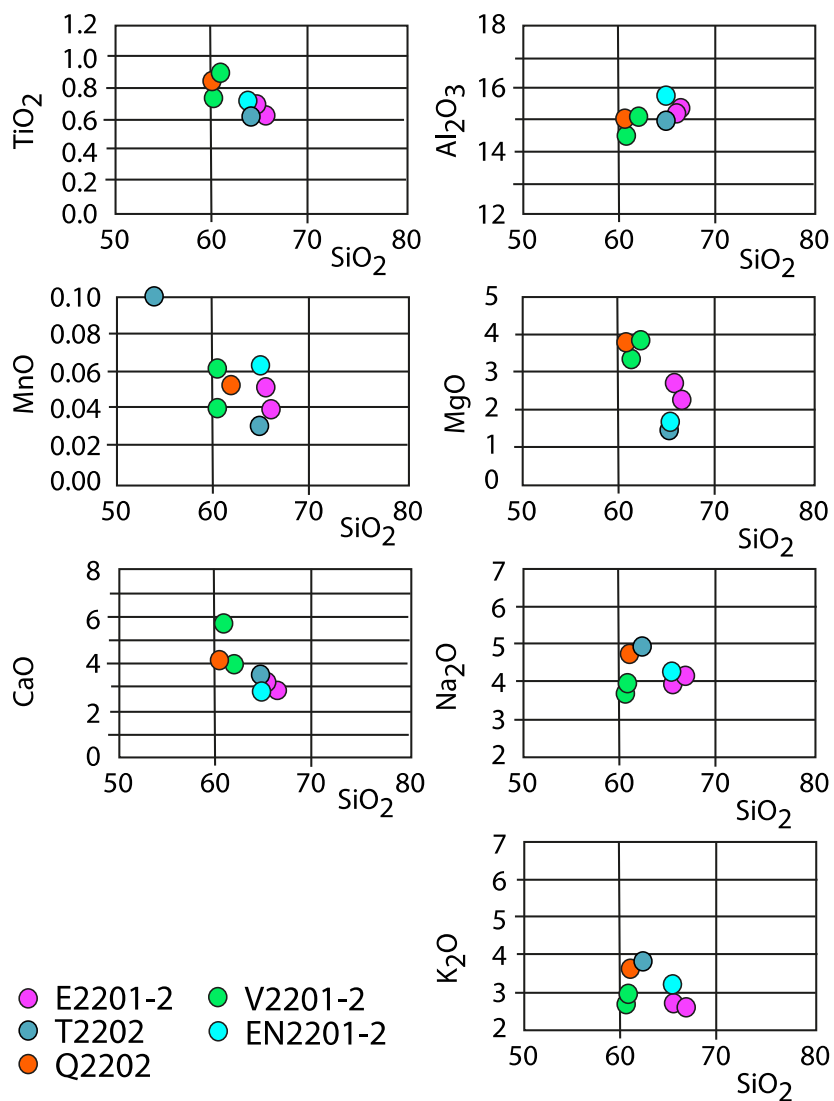 1.2
1.0
0.8
0.6
0.4
0.2
0.0
TiO2
50 60 70 80
SiO2
18
16
14
12
Al2O3
50 60 70 80
SiO2
0.10
0.08
0.06
0.04
0.02
0.00
MnO
50 60 70 80
SiO2
5
4
3
2
1
0
MgO
50 60 70 80
SiO2
8
6
4
2
0
CaO
50 60 70 80
SiO2
7
6
5
4
3
2
Na2O
50 60 70 80
SiO2
7
6
5
4
3
2
K2O
50 60 70 80
SiO2
E2201-2 V2201-2
T2202 EN2201-2
Q2202